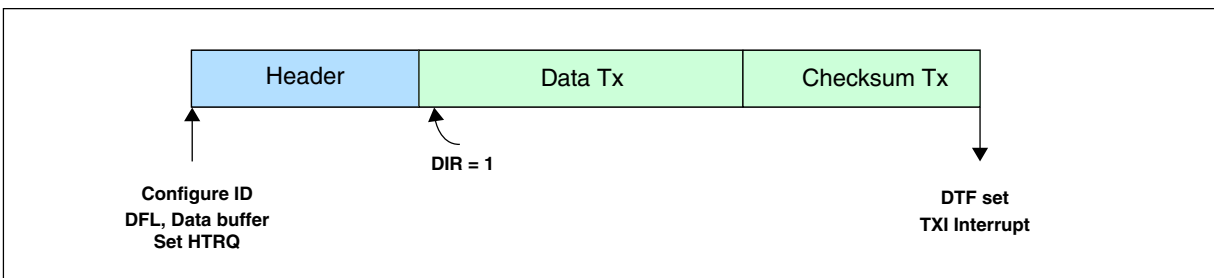 Header
Data Tx
Checksum Tx
DIR = 1
Configure ID
DFL, Data buffer
Set HTRQ
DTF set
TXI Interrupt